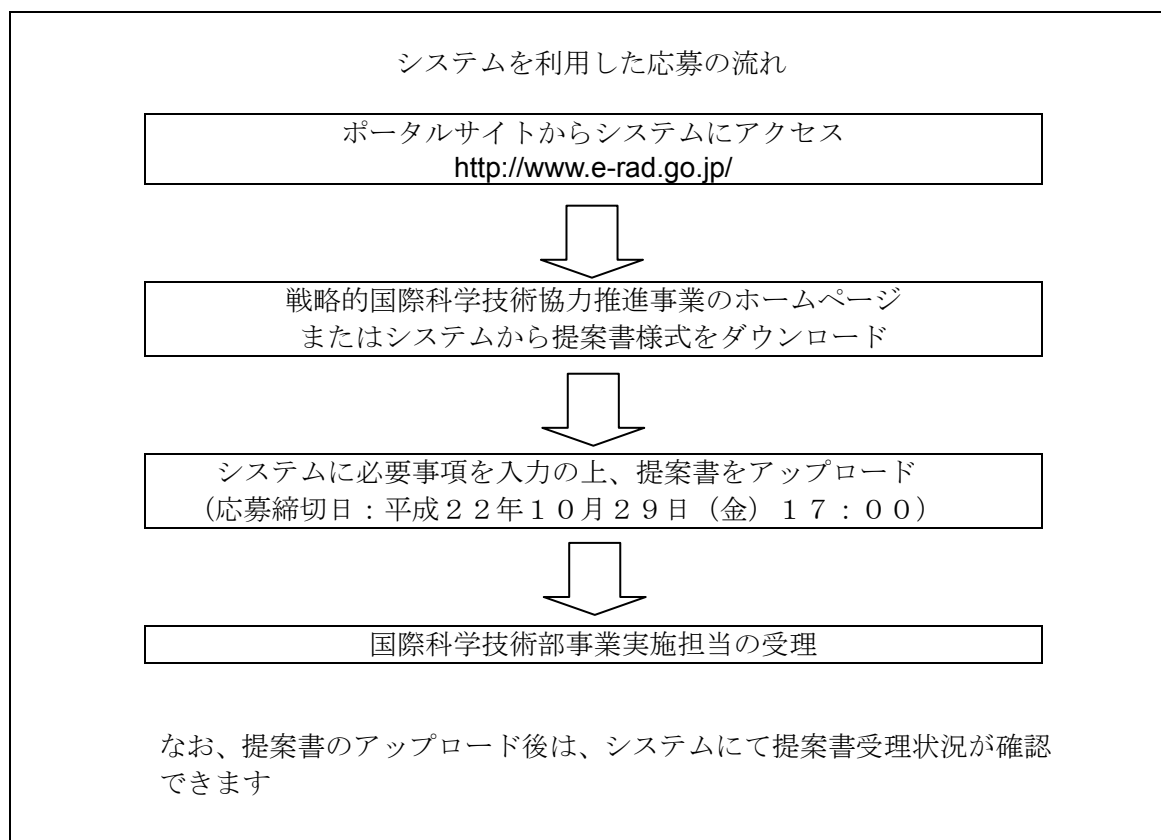 システムを利用した応募の流れ
ポータルサイトからシステムにアクセス
http://www.e-rad.go.jp/
戦略的国際科学技術協力推進事業のホームページ
またはシステムから提案書様式をダウンロード
システムに必要事項を入力の上、提案書をアップロード
（応募締切日：平成２２年１０月２９日（金）１７：００）
国際科学技術部事業実施担当の受理
なお、提案書のアップロード後は、システムにて提案書受理状況が確認
できます